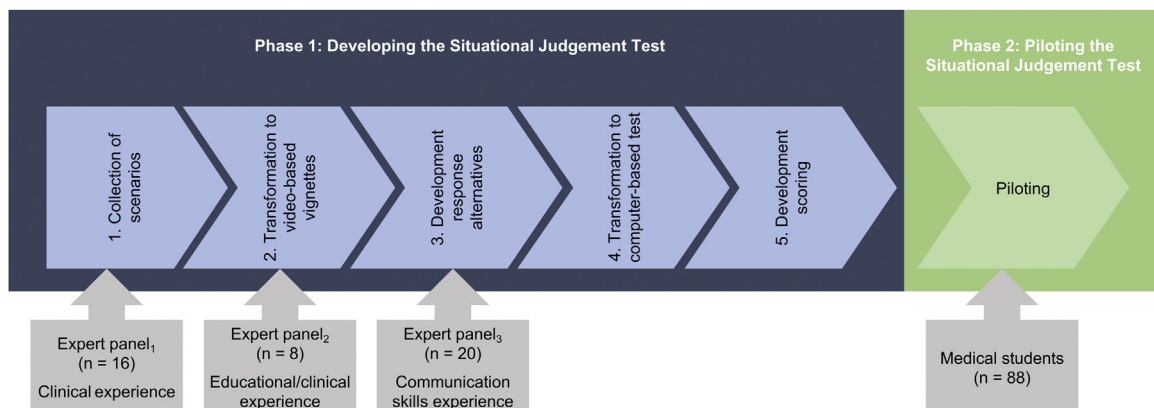 Phase 1: Developing the Situational Judgement Test
Phase 2: Piloting the
Situational Judgement Test
1. Collection of
scenarios
2. Transformation to
video-based
vignettes
3. Development
response
alternatives
4. Transformation to
computer-based test
5. Development
scoring
Piloting
Expert panel₁
(n = 16)
Clinical experience
Expert panel₂
(n = 8)
Educational/clinical
experience
Expert panel₃
(n = 20)
Communication
skills experience
Medical students
(n = 88)